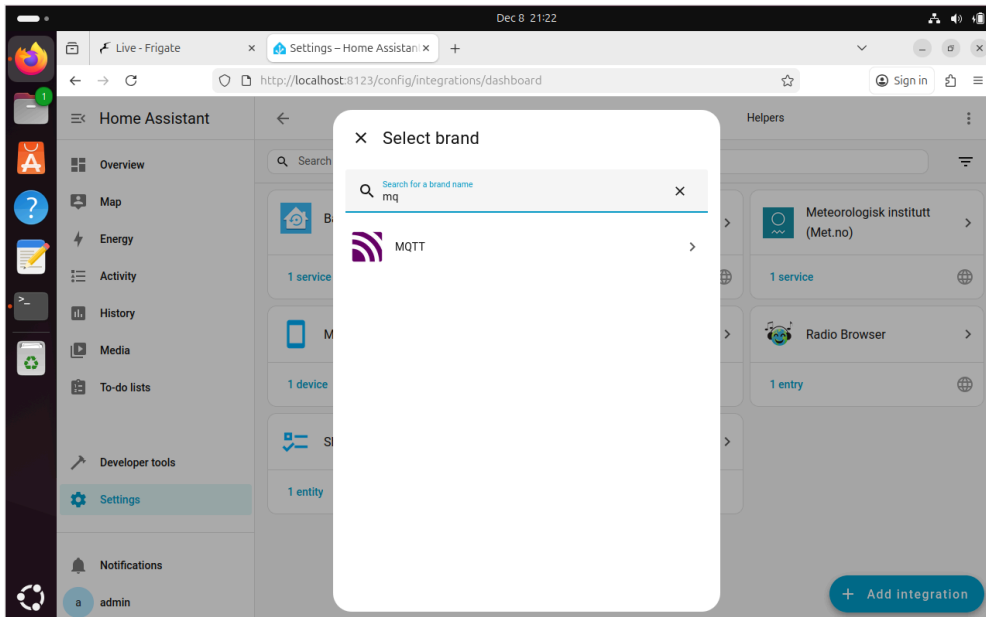 Dec 8 21:22
Live - Frigate
Settings – Home Assistan
http://localhost:8123/config/integrations/dashboard
Sign in
1
Home Assistant
Overview
Map
Energy
Activity
History
Media
To-do lists
Developer tools
Settings
Notifications
a admin
Helpers
Search
Select brand
Search for a brand name
mq
MQTT
Ba
1 service
Meteorologisk institutt
(Met.no)
1 service
M
1 device
Radio Browser
1 entry
1 entity
+ Add integration